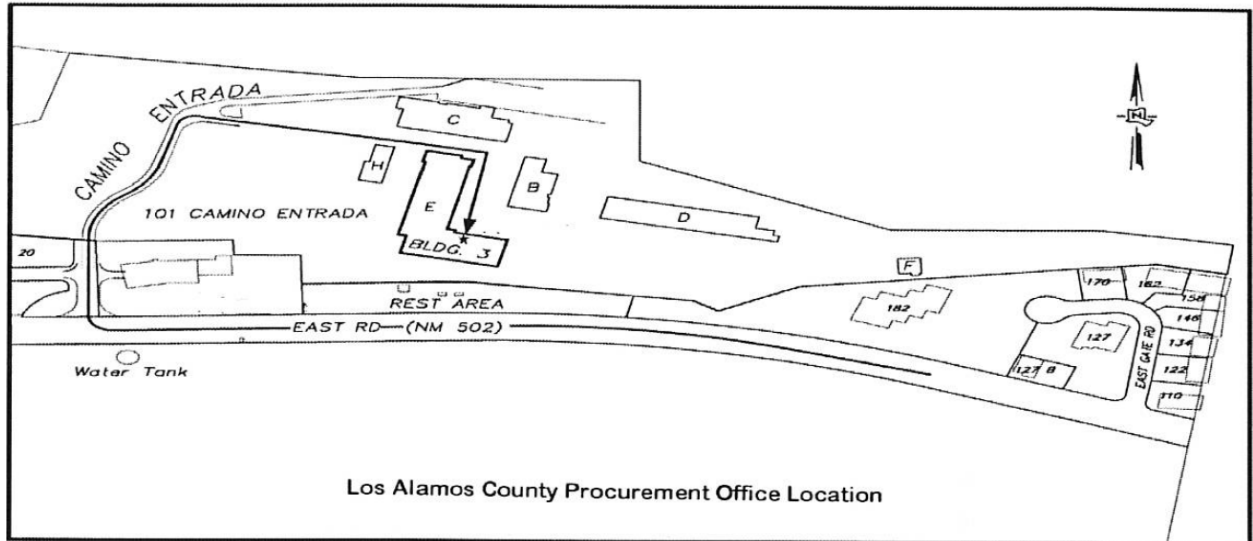 CAMINO ENTRADA
C
H
B
E
D
101 CAMINO ENTRADA
BLDG. 3
N
20
F
REST AREA
EAST RD (NM 502)
Water Tank
182
170
162
158
146
134
122
110
127
127 B
EAST GATE RD
Los Alamos County Procurement Office Location